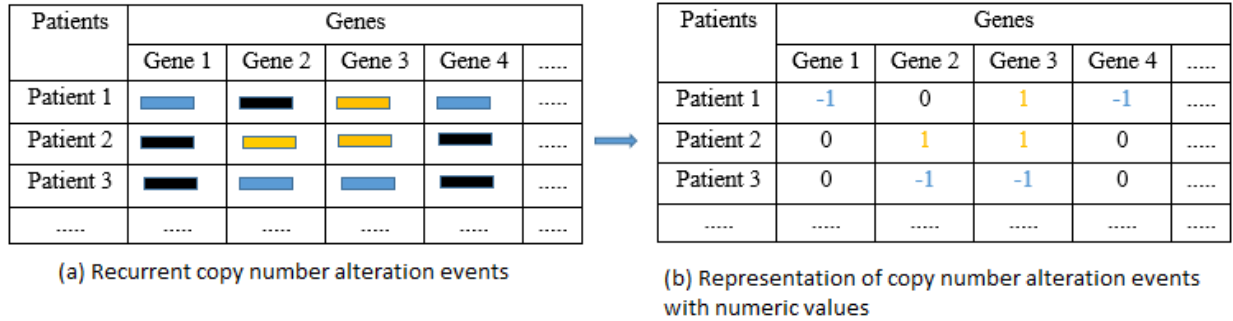 Patients Genes
Gene 1 Gene 2 Gene 3 Gene 4 .....
Patient 1 .....
Patient 2 .....
Patient 3 .....
..... ..... ..... ..... ..... .....
(a) Recurrent copy number alteration events
Patients Genes
Gene 1 Gene 2 Gene 3 Gene 4 .....
Patient 1 -1 0 1 -1 .....
Patient 2 0 1 1 0 .....
Patient 3 0 -1 -1 0 .....
..... ..... ..... ..... ..... .....
(b) Representation of copy number alteration events
with numeric values